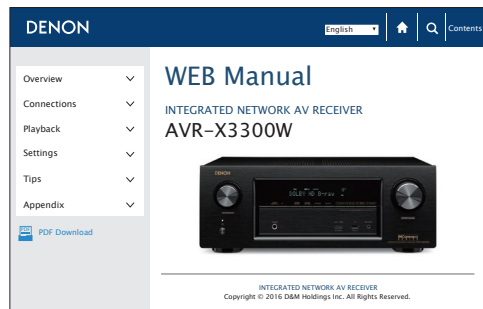 DENON
English
Contents
Overview
Connections
Playback
Settings
Tips
Appendix
PDF Download
WEB Manual
INTEGRATED NETWORK AV RECEIVER
AVR-X3300W
DENON
INTEGRATED NETWORK AV RECEIVER
Copyright © 2016 D&M Holdings Inc. All Rights Reserved.